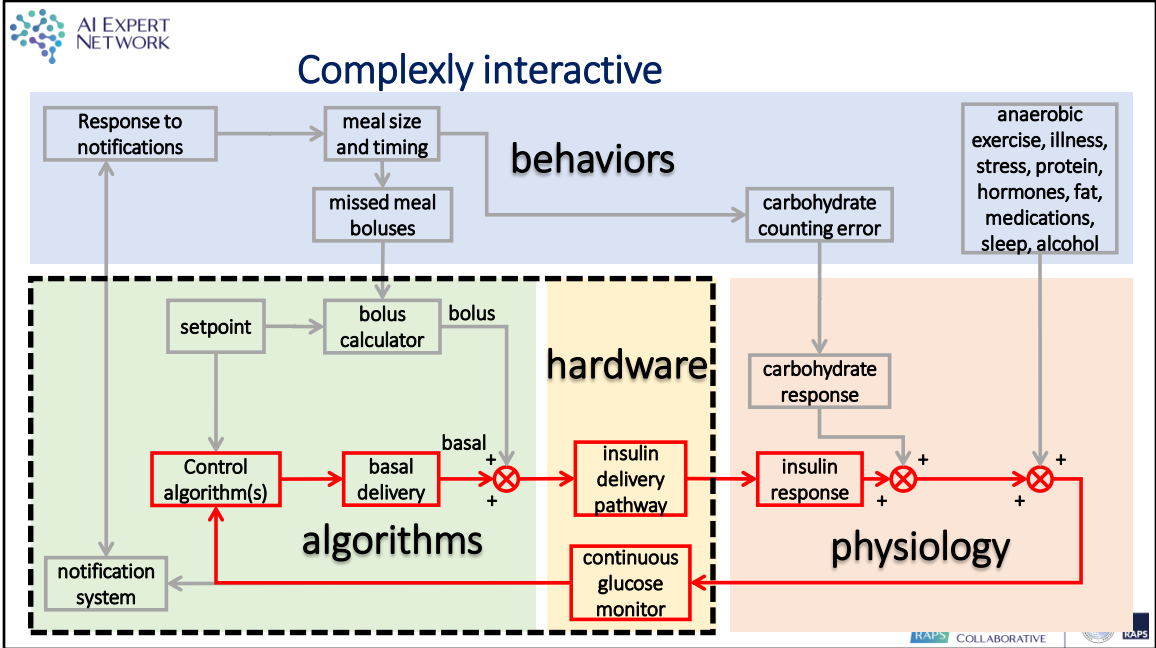 AI EXPERT
NETWORK
Complexly interactive
Response to
notifications
meal size
and timing
behaviors
anaerobic
exercise, illness,
stress, protein,
hormones, fat,
medications,
sleep, alcohol
missed meal
boluses
carbohydrate
counting error
setpoint
bolus
calculator
bolus
hardware
carbohydrate
response
Control
algorithm(s)
basal
delivery
basal
+
+
insulin
delivery
pathway
insulin
response
+
+
+
+
algorithms
physiology
notification
system
continuous
glucose
monitor
RAPS
COLLABORATIVE
RAPS